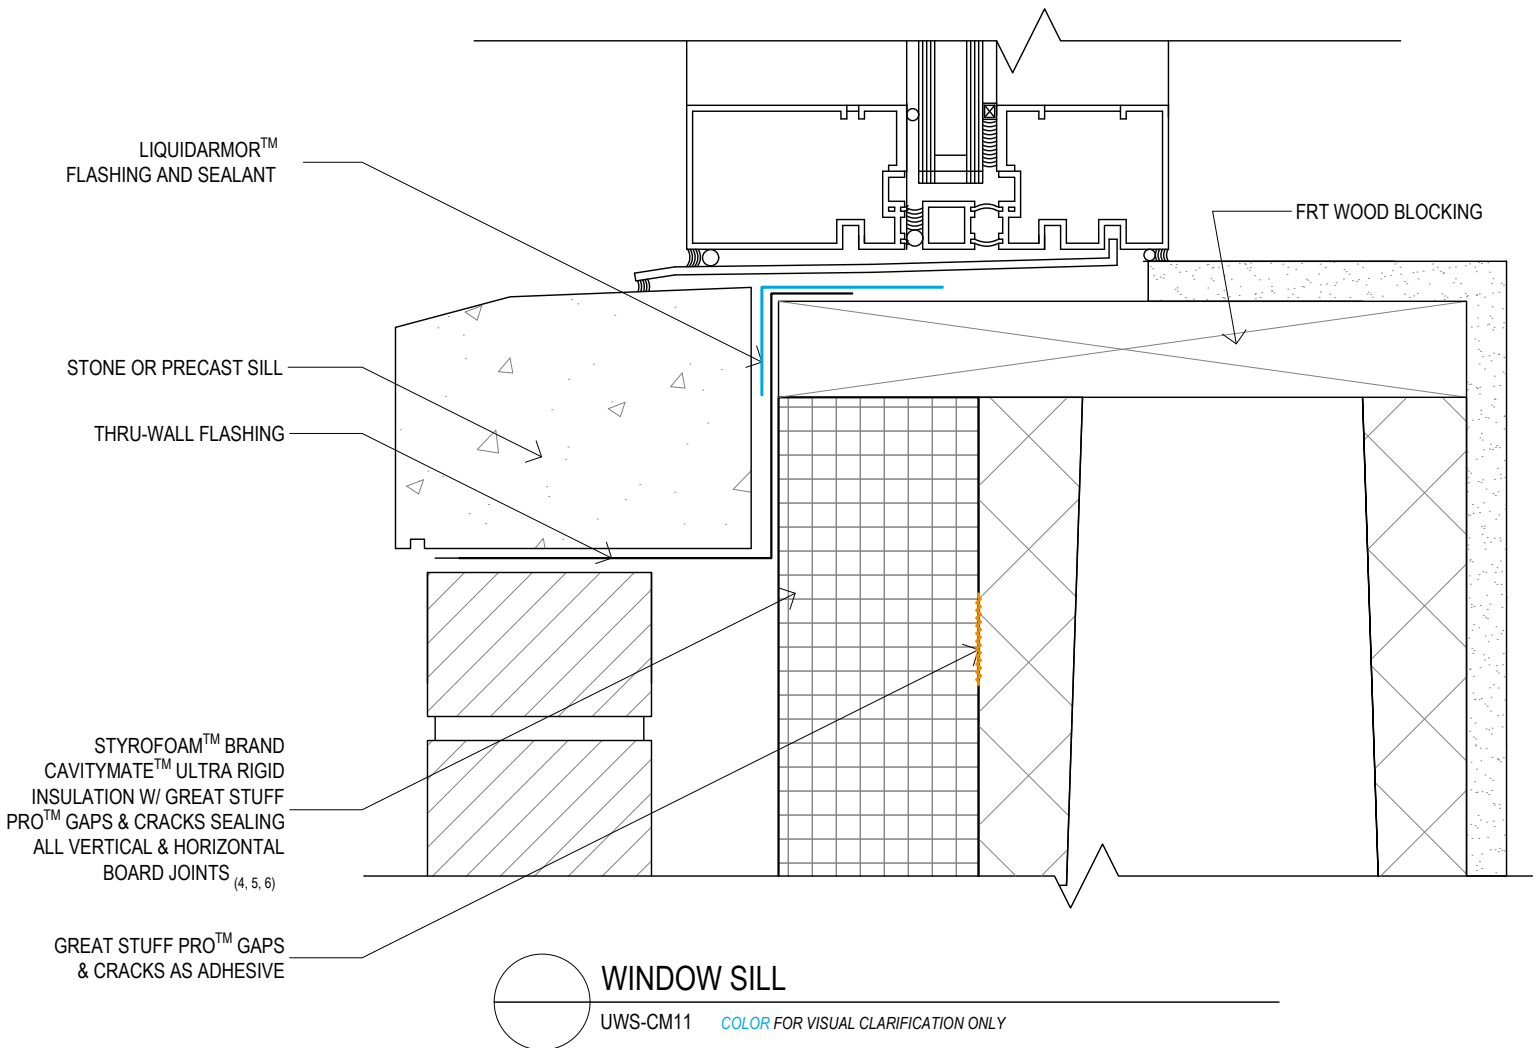 LIQUIDARMOR™
FLASHING AND SEALANT
FRT WOOD BLOCKING
STONE OR PRECAST SILL
THRU-WALL FLASHING
STYROFOAM™ BRAND
CAVITYMATE™ ULTRA RIGID
INSULATION W/ GREAT STUFF
PRO™ GAPS & CRACKS SEALING
ALL VERTICAL & HORIZONTAL
BOARD JOINTS (4, 5, 6)
GREAT STUFF PRO™ GAPS
& CRACKS AS ADHESIVE
WINDOW SILL
UWS-CM11 COLOR FOR VISUAL CLARIFICATION ONLY